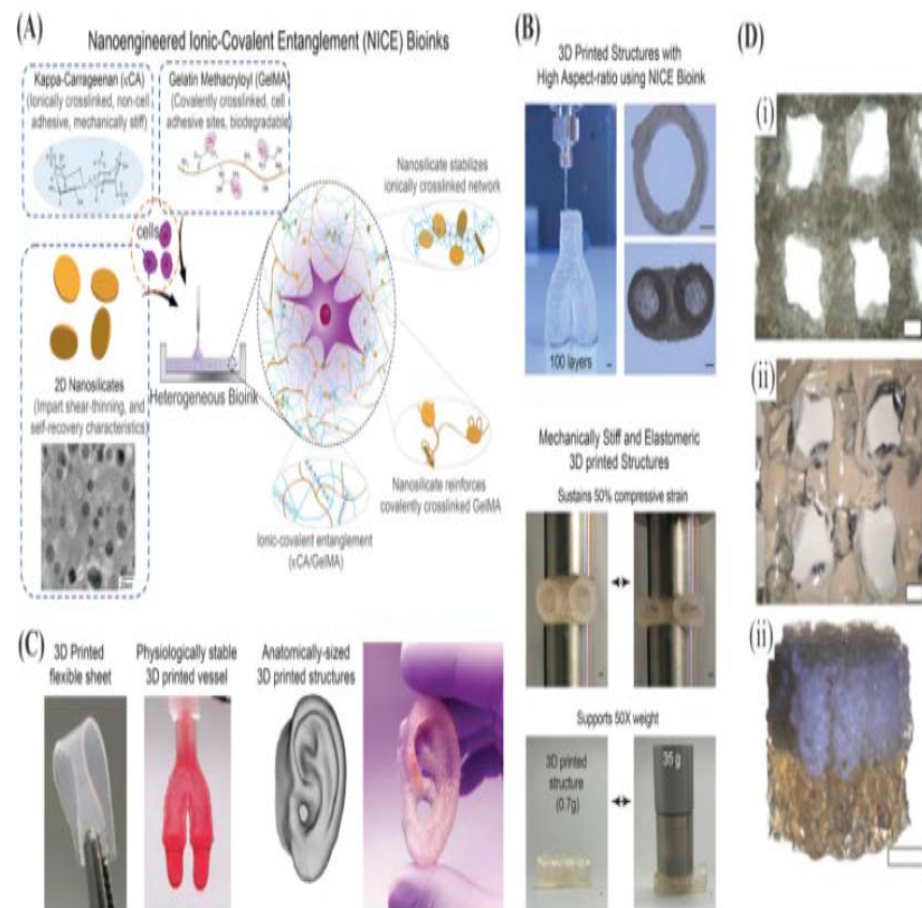 (A)
Nanoengineered Ionic-Covalent Entanglement (NICE) Bioinks
Kappa-Carrageenan (κCA)
(Ionically crosslinked, non-cell
adhesive, mechanically stiff)
Gelatin Methacryloyl (GelMA)
(Covalently crosslinked, cell
adhesive sites, biodegradable)
cells
Nanosilicate stabilizes
ionically crosslinked network
2D Nanosilicates
(Impart shear-thinning, and
self-recovery characteristics)
Heterogeneous Bioink
Nanosilicate reinforces
covalently crosslinked GelMA
Ionic-covalent entanglement
(κCA/GelMA)
(B)
3D Printed Structures with
High Aspect-ratio using NICE Bioink
100 layers
Mechanically Stiff and Elastomeric
3D printed Structures
Sustains 50% compressive strain
Supports 50X weight
3D printed
structure
(0.7g)
35 g
(C)
3D Printed
flexible sheet
Physiologically stable
3D printed vessel
Anatomically-sized
3D printed structures
(D)
(i)
(ii)
(ii)